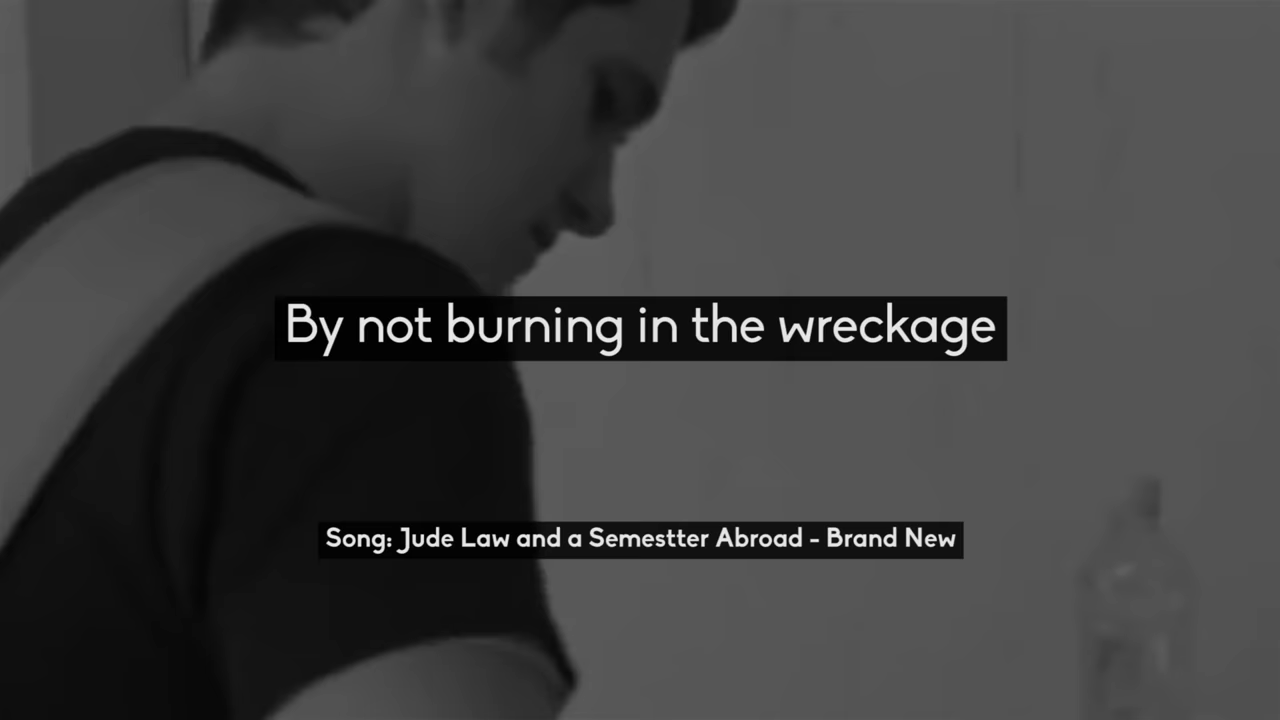 By not burning in the wreckage
Song: Jude Law and a Semestter Abroad - Brand New